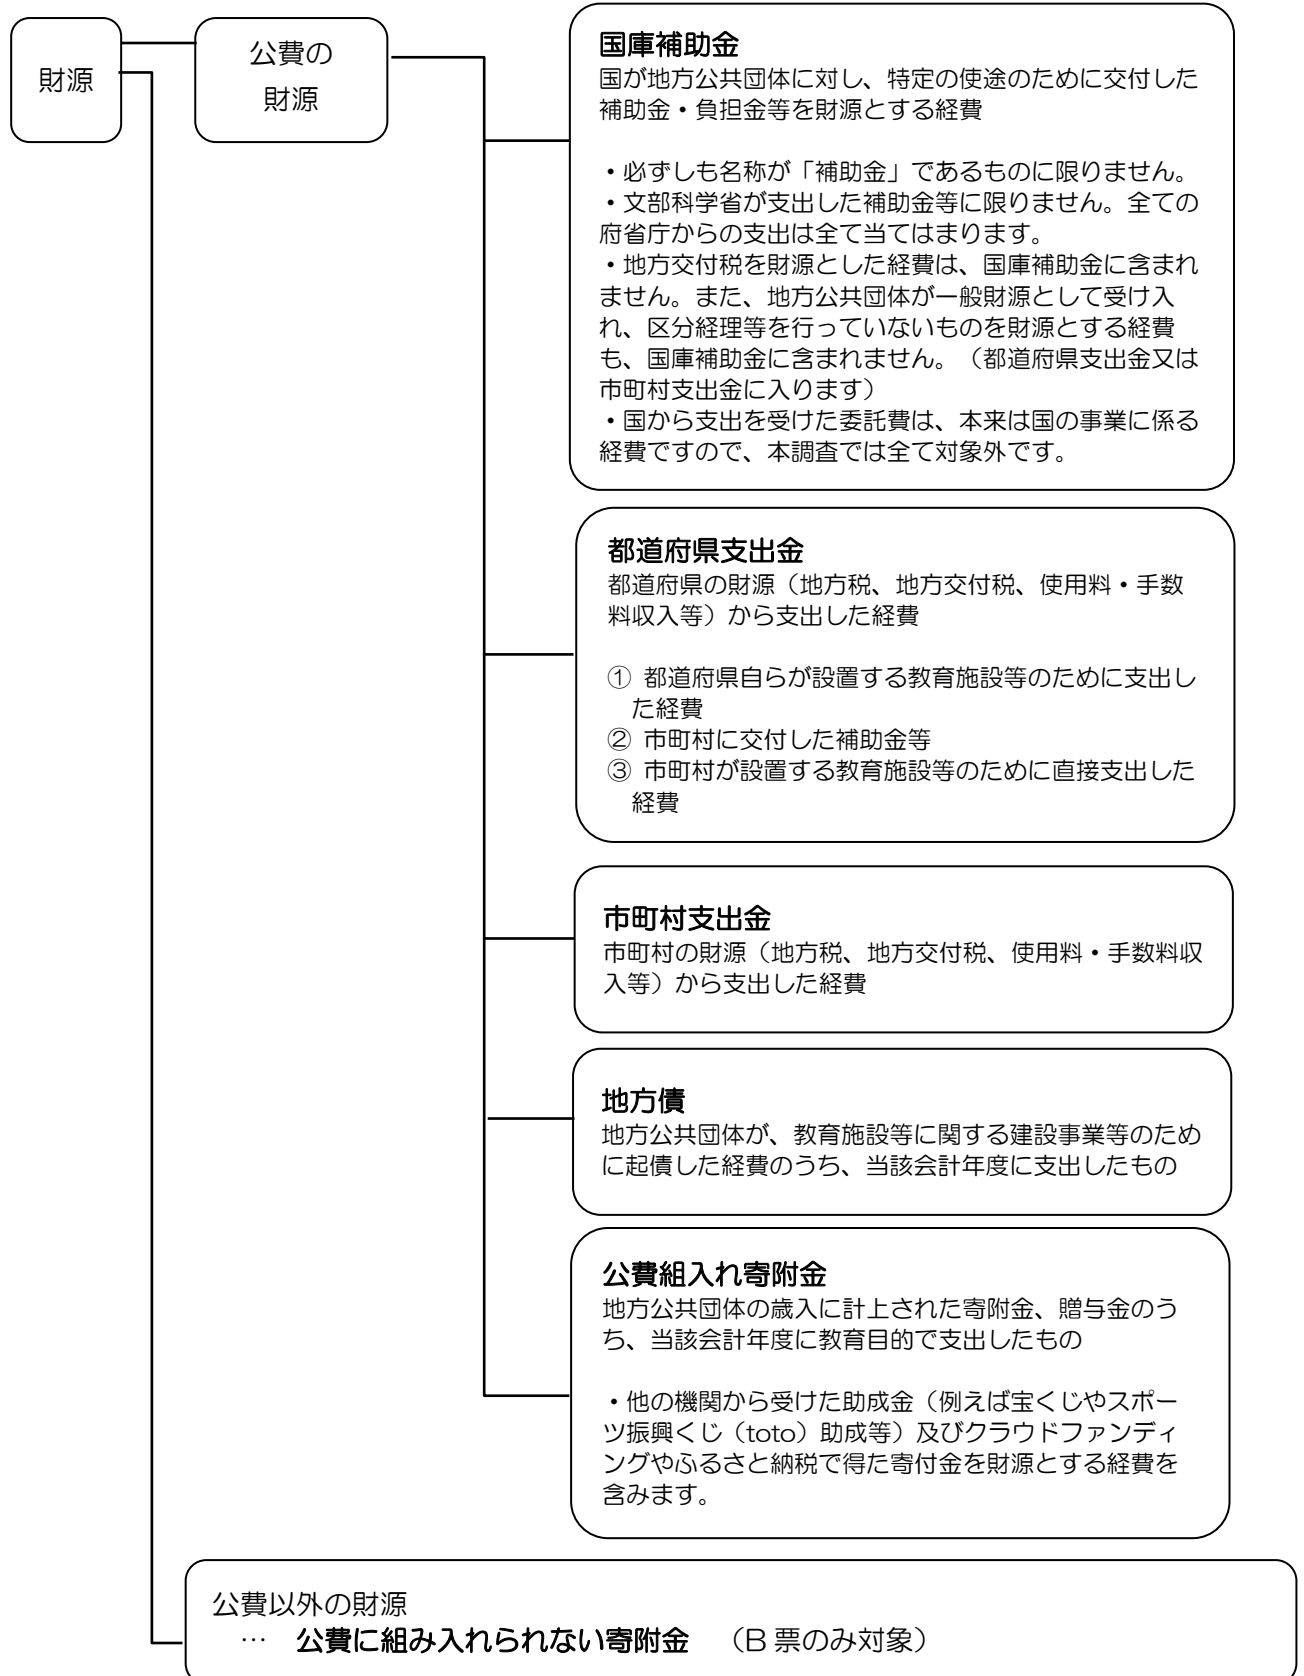 財源
公費の
財源
国庫補助金
国が地方公共団体に対し、特定の使途のために交付した
補助金・負担金等を財源とする経費
・必ずしも名称が「補助金」であるものに限りません。
・文部科学省が支出した補助金等に限りません。全ての
府省庁からの支出は全て当てはまります。
・地方交付税を財源とした経費は、国庫補助金に含まれ
ません。また、地方公共団体が一般財源として受け入
れ、区分経理等を行っていないものを財源とする経費
も、国庫補助金に含まれません。（都道府県支出金又は
市町村支出金に入ります）
・国から支出を受けた委託費は、本来は国の事業に係る
経費ですので、本調査では全て対象外です。
都道府県支出金
都道府県の財源（地方税、地方交付税、使用料・手数
料収入等）から支出した経費
① 都道府県自らが設置する教育施設等のために支出し
た経費
② 市町村に交付した補助金等
③ 市町村が設置する教育施設等のために直接支出した
経費
市町村支出金
市町村の財源（地方税、地方交付税、使用料・手数料収
入等）から支出した経費
地方債
地方公共団体が、教育施設等に関する建設事業等のため
に起債した経費のうち、当該会計年度に支出したもの
公費組入れ寄附金
地方公共団体の歳入に計上された寄附金、贈与金のう
ち、当該会計年度に教育目的で支出したもの
・他の機関から受けた助成金（例えば宝くじやスポー
ツ振興くじ（toto）助成等）及びクラウドファンディ
ングやふるさと納税で得た寄付金を財源とする経費を
含みます。
公費以外の財源
… 公費に組み入れられない寄附金 （B 票のみ対象）